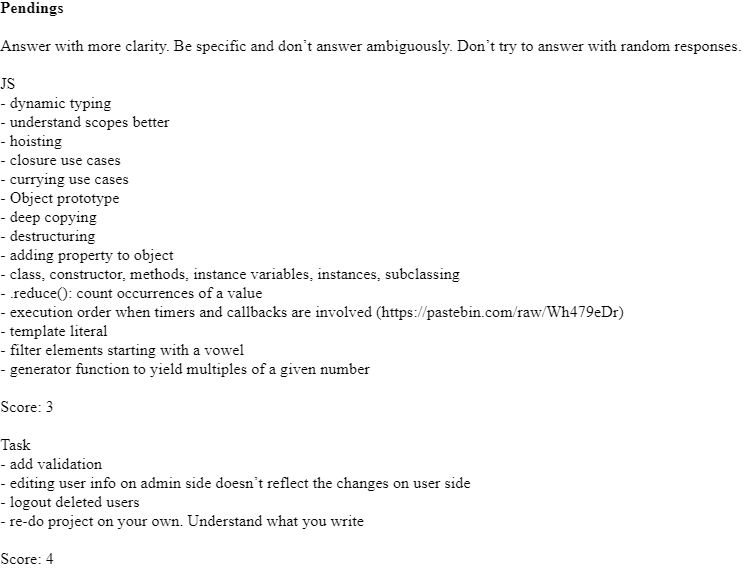 Pendings
Answer with more clarity. Be specific and don't answer ambiguously. Don't try to answer with random responses.
JS
- dynamic typing
- understand scopes better
- hoisting
- closure use cases
- currying use cases
- Object prototype
- deep copying
- destructuring
- adding property to object
- class, constructor, methods, instance variables, instances, subclassing
- .reduce(): count occurrences of a value
- execution order when timers and callbacks are involved (https://pastebin.com/raw/Wh479eDr)
- template literal
- filter elements starting with a vowel
- generator function to yield multiples of a given number
Score: 3
Task
- add validation
- editing user info on admin side doesn't reflect the changes on user side
- logout deleted users
- re-do project on your own. Understand what you write
Score: 4